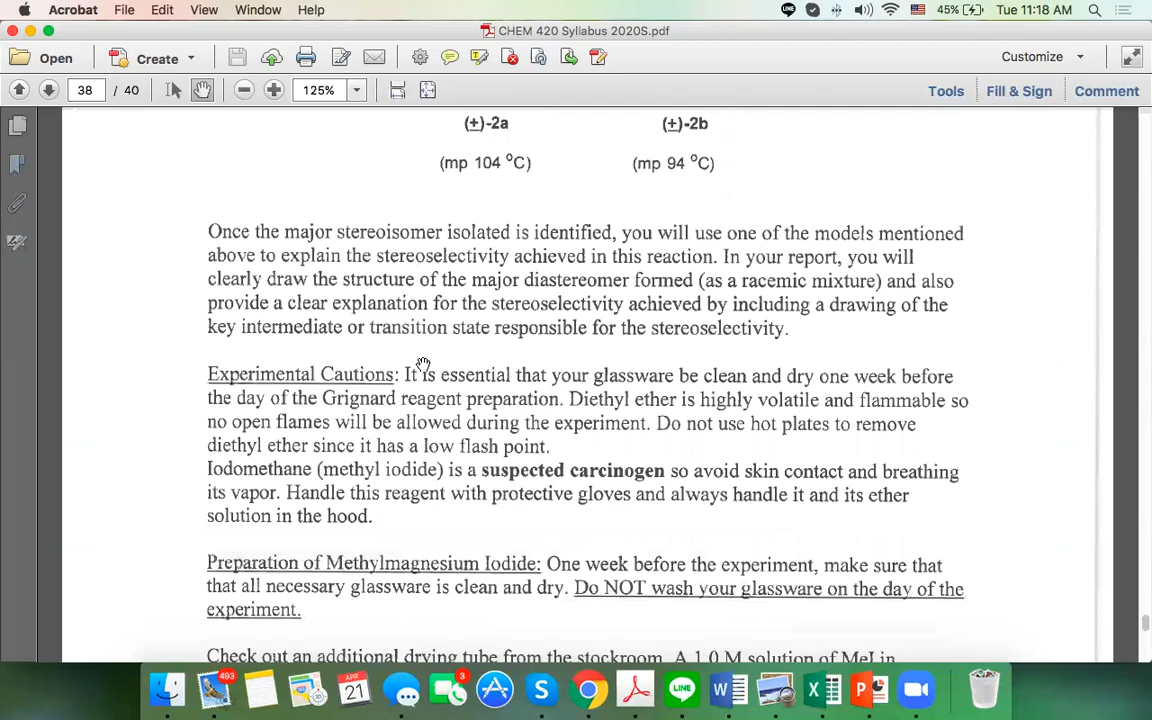 Acrobat File Edit View Window Help 45% Tue 11:18 AM
CHEM 420 Syllabus 2020S.pdf
Open Create Customize
38 / 40 125% Tools Fill & Sign Comment
(+)-2a (+)-2b
(mp 104 °C) (mp 94 °C)
Once the major stereoisomer isolated is identified, you will use one of the models mentioned
above to explain the stereoselectivity achieved in this reaction. In your report, you will
clearly draw the structure of the major diastereomer formed (as a racemic mixture) and also
provide a clear explanation for the stereoselectivity achieved by including a drawing of the
key intermediate or transition state responsible for the stereoselectivity.
Experimental Cautions: It is essential that your glassware be clean and dry one week before
the day of the Grignard reagent preparation. Diethyl ether is highly volatile and flammable so
no open flames will be allowed during the experiment. Do not use hot plates to remove
diethyl ether since it has a low flash point.
Iodomethane (methyl iodide) is a suspected carcinogen so avoid skin contact and breathing
its vapor. Handle this reagent with protective gloves and always handle it and its ether
solution in the hood.
Preparation of Methylmagnesium Iodide: One week before the experiment, make sure that
that all necessary glassware is clean and dry. Do NOT wash your glassware on the day of the
experiment.
Check out an additional drying tube from the stockroom. A 1.0 M solution of MeI in
493 APR 21 3 LINE